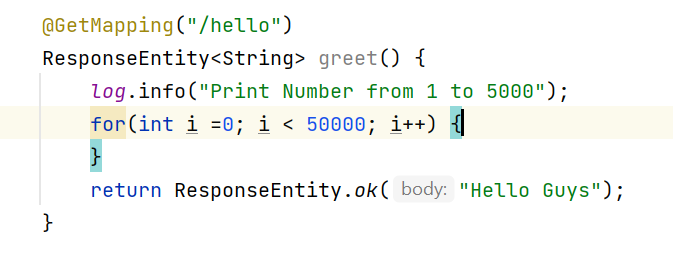 @GetMapping("/hello")
ResponseEntity<String> greet() {
log.info("Print Number from 1 to 5000");
for(int i =0; i < 50000; i++) {
}
return ResponseEntity.ok( body: "Hello Guys");
}